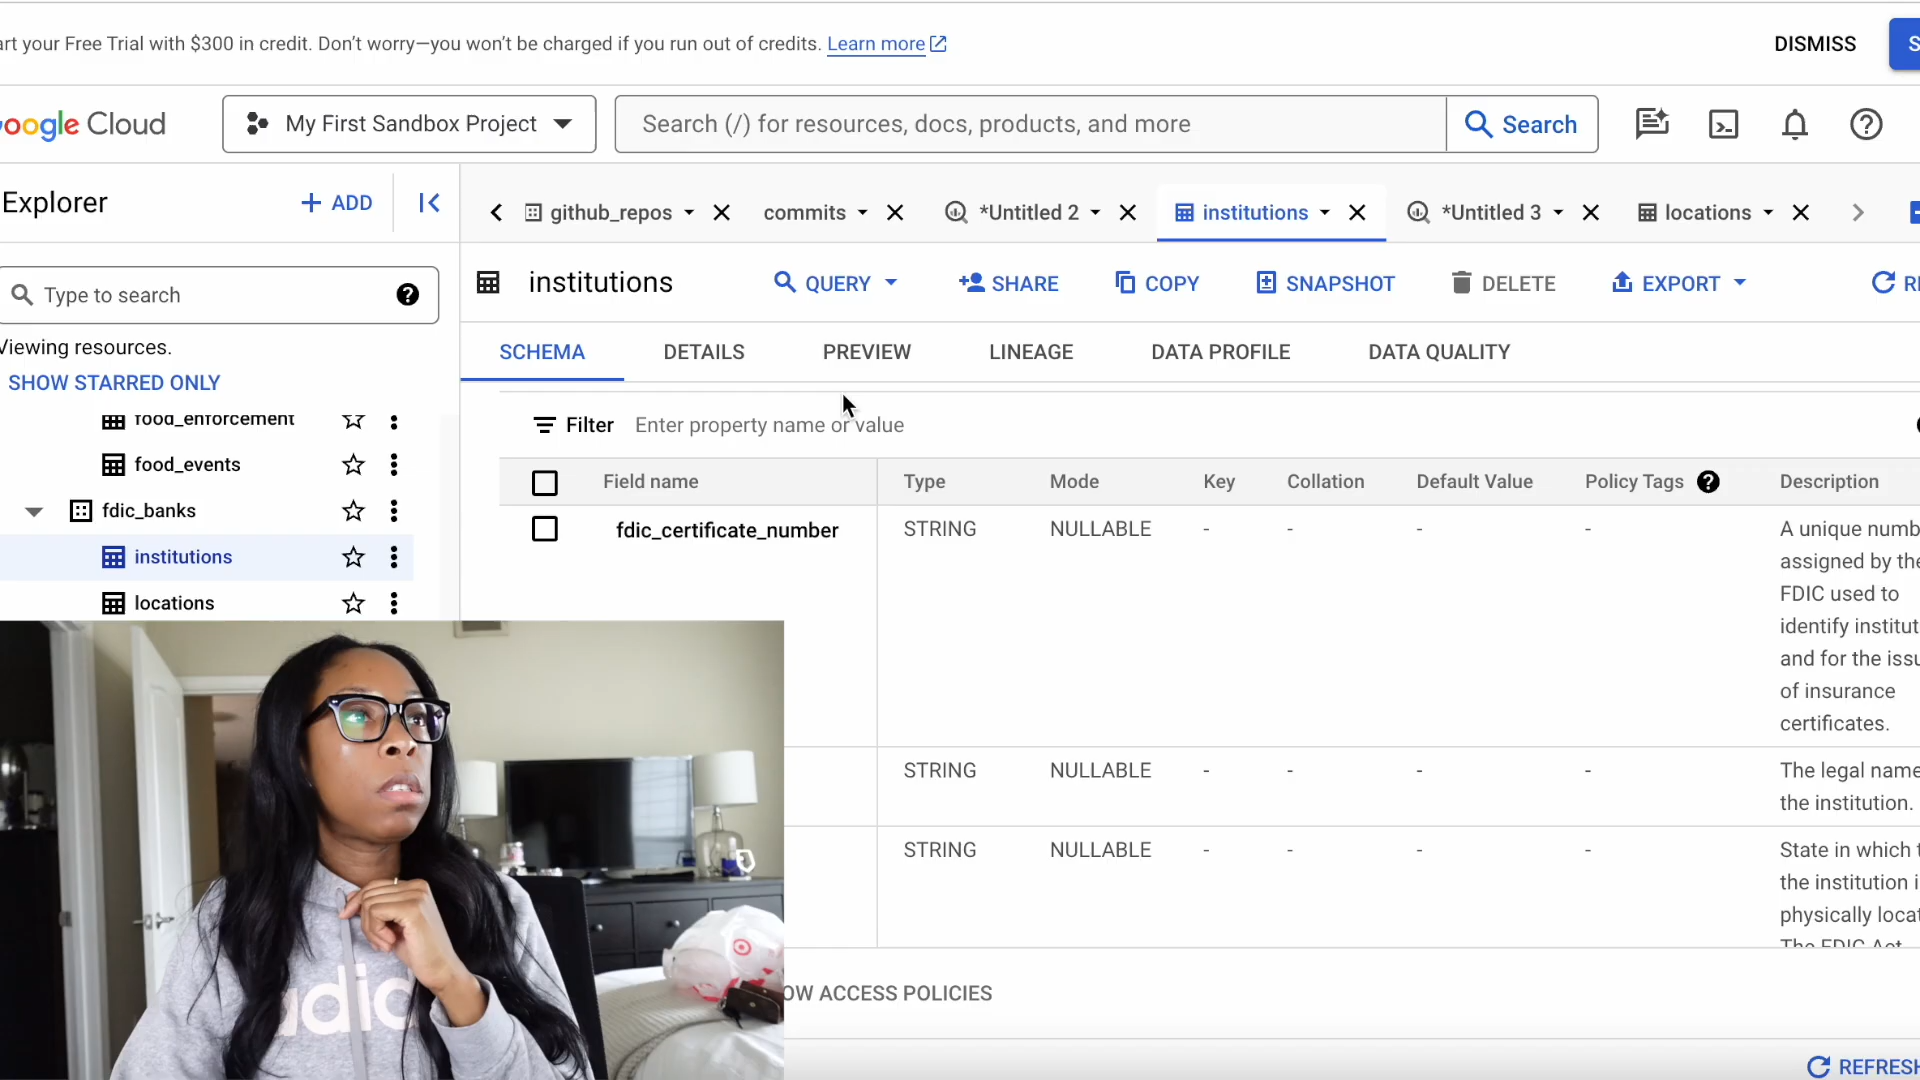 art your Free Trial with $300 in credit. Don't worry—you won't be charged if you run out of credits. Learn more
DISMISS
S
oogle Cloud
My First Sandbox Project
Search (/) for resources, docs, products, and more
Search
Explorer
+ ADD
github_repos
commits
*Untitled 2
institutions
*Untitled 3
locations
institutions
QUERY
SHARE
COPY
SNAPSHOT
DELETE
EXPORT
RE
Type to search
Viewing resources.
SHOW STARRED ONLY
food_enforcement
food_events
fdic_banks
institutions
locations
SCHEMA
DETAILS
PREVIEW
LINEAGE
DATA PROFILE
DATA QUALITY
Filter
Enter property name or value
Field name
Type
Mode
Key
Collation
Default Value
Policy Tags
Description
fdic_certificate_number
STRING
NULLABLE
-
-
-
-
A unique numb
assigned by the
FDIC used to
identify institut
and for the issu
of insurance
certificates.
STRING
NULLABLE
-
-
-
-
The legal name
the institution.
STRING
NULLABLE
-
-
-
-
State in which t
the institution i
physically locat
The FDIC Act
OW ACCESS POLICIES
REFRESH
adid